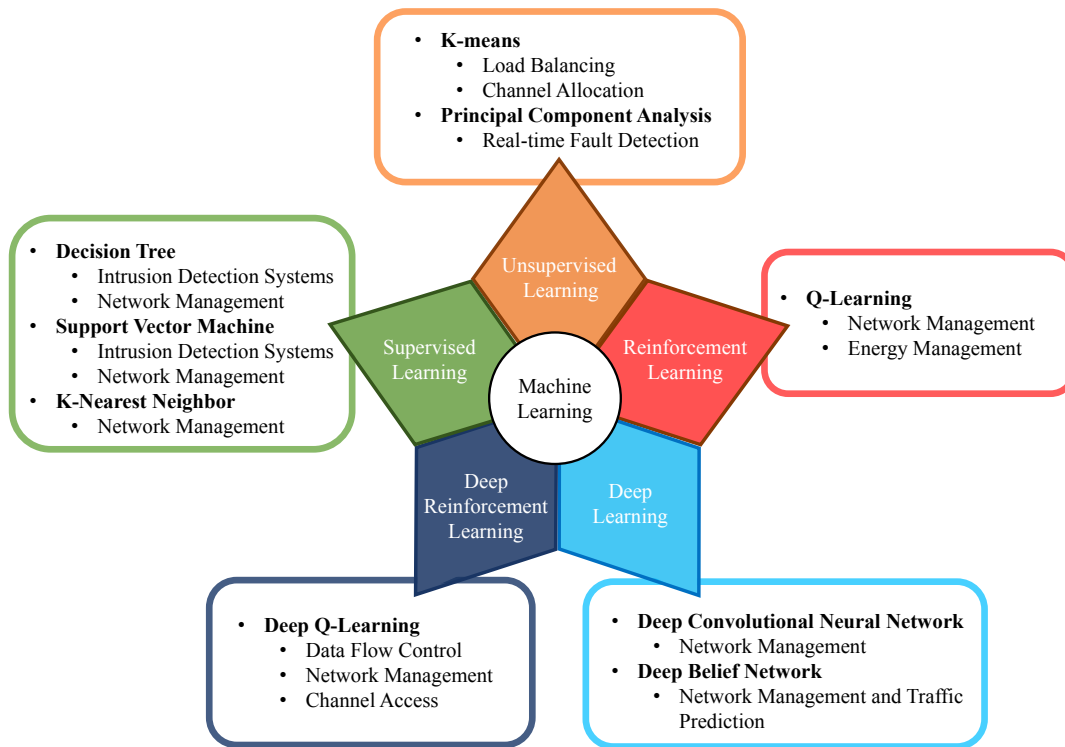 • K-means
• Load Balancing
• Channel Allocation
• Principal Component Analysis
• Real-time Fault Detection
Unsupervised
Learning
• Decision Tree
• Intrusion Detection Systems
• Network Management
• Support Vector Machine
• Intrusion Detection Systems
• Network Management
• K-Nearest Neighbor
• Network Management
Supervised
Learning
Machine
Learning
Reinforcement
Learning
• Q-Learning
• Network Management
• Energy Management
Deep
Reinforcement
Learning
Deep
Learning
• Deep Q-Learning
• Data Flow Control
• Network Management
• Channel Access
• Deep Convolutional Neural Network
• Network Management
• Deep Belief Network
• Network Management and Traffic
Prediction